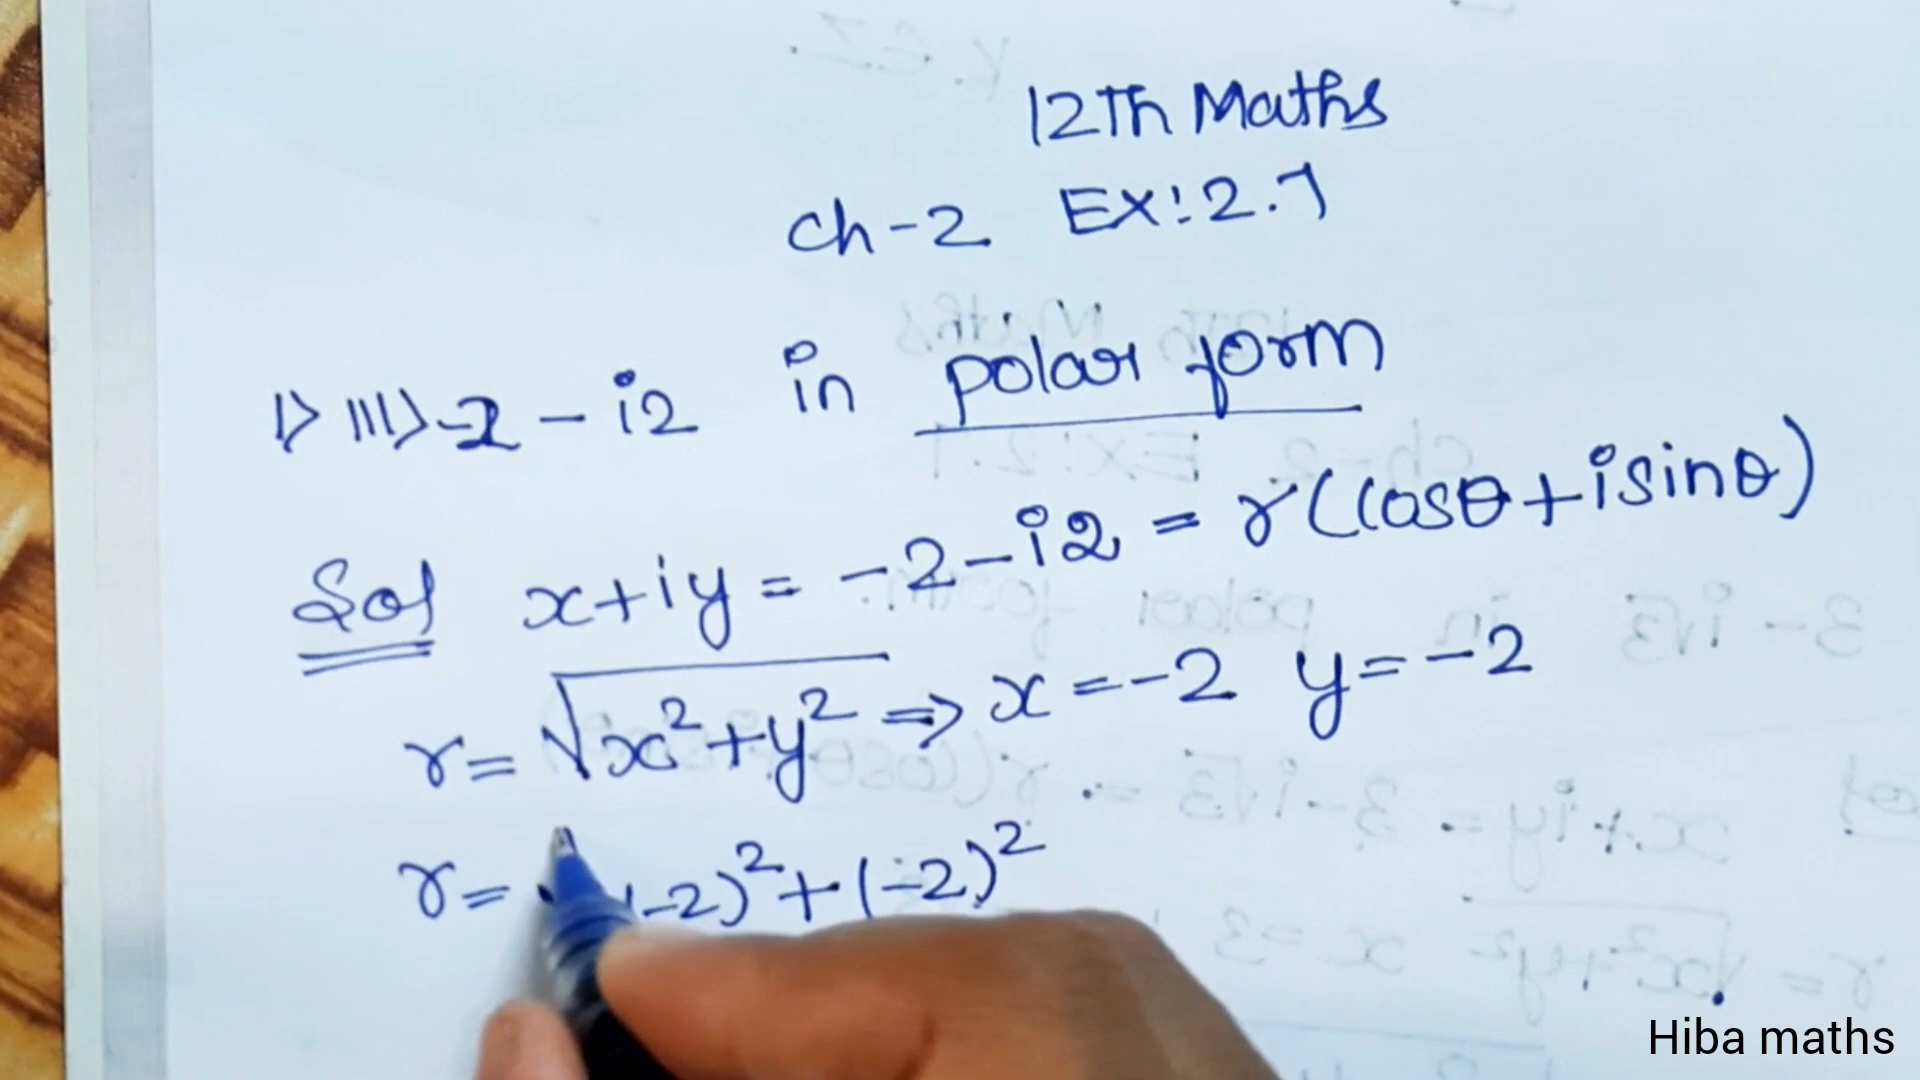 12Th Maths
Ch-2 Ex: 2.7
1) iii) -2 - i2 in polar form
Sol x+iy = -2-i2 = r(cosθ+isinθ)
r= √x²+y² ⇒ x=-2 y=-2
r= √(-2)²+(-2)²
Hiba maths